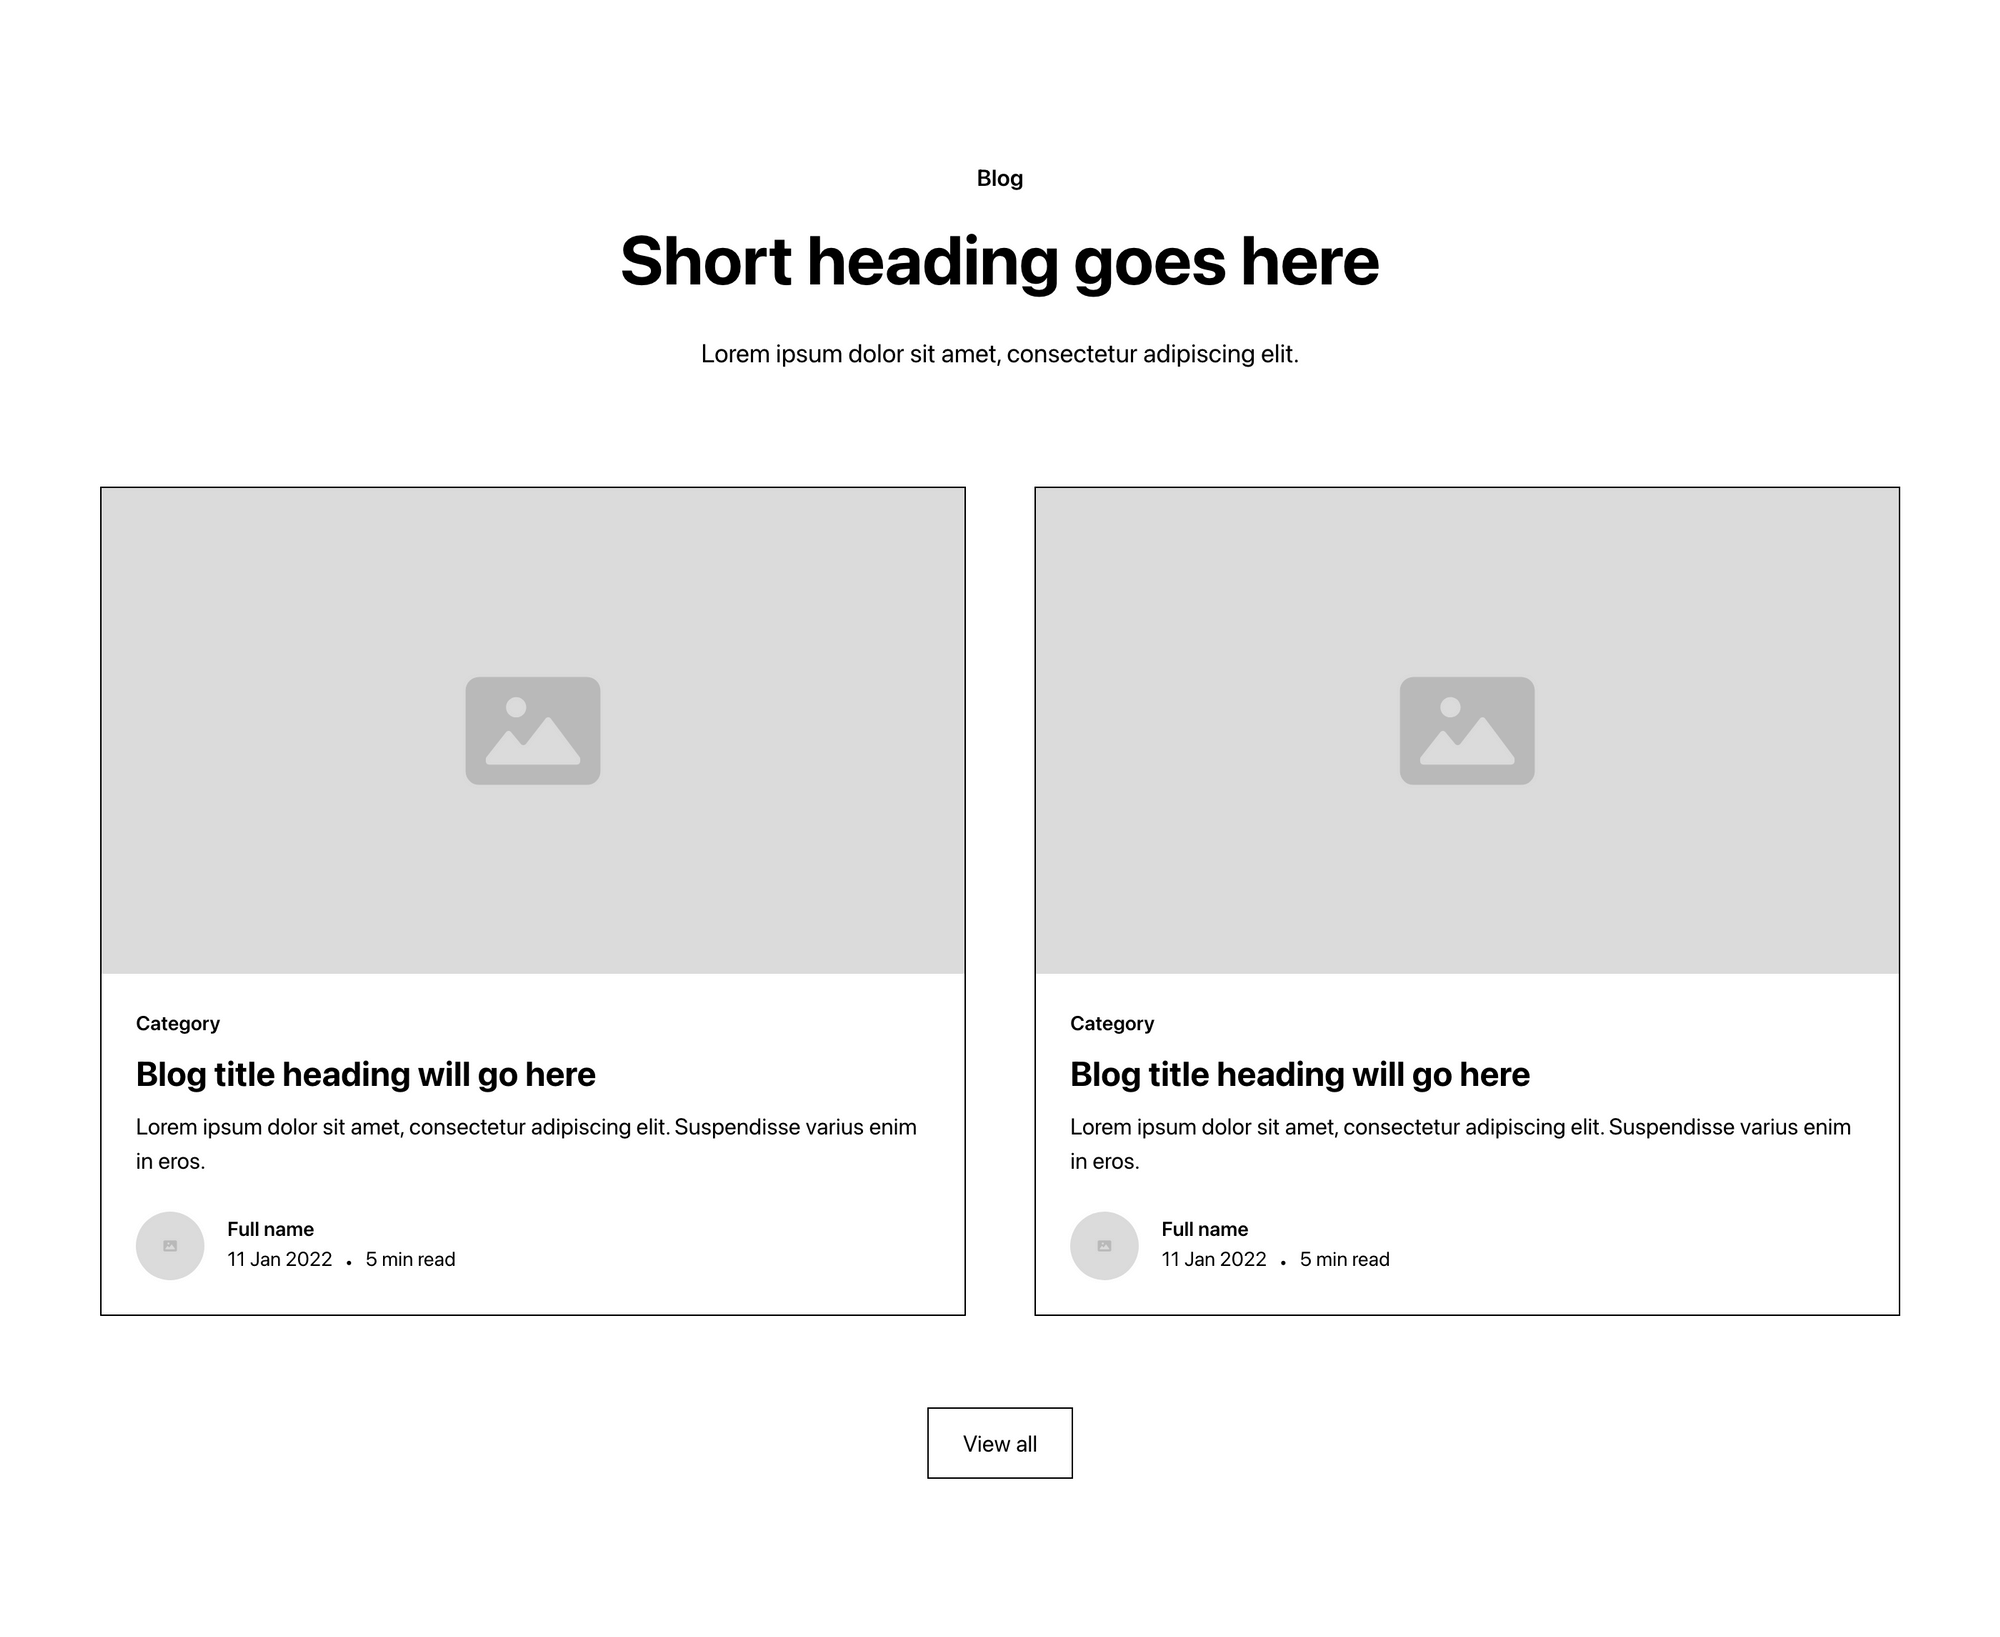 Blog
Short heading goes here
Lorem ipsum dolor sit amet, consectetur adipiscing elit.
Category
Blog title heading will go here
Lorem ipsum dolor sit amet, consectetur adipiscing elit. Suspendisse varius enim
in eros.
Full name
11 Jan 2022 • 5 min read
Category
Blog title heading will go here
Lorem ipsum dolor sit amet, consectetur adipiscing elit. Suspendisse varius enim
in eros.
Full name
11 Jan 2022 • 5 min read
View all